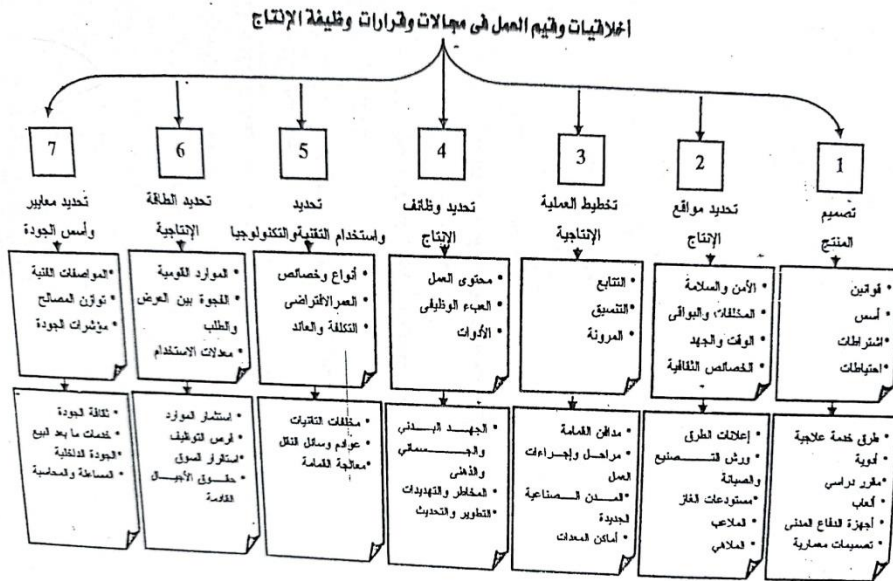 أخلاقيات وقيم العمل فى مجالات وقرارات وظيفة الإنتاج
1
تصميم
المنتج
• قوانين
• أسس
• اشتراطات
• احتياطات
• طرق خدمة علاجية
• أدوية
• مقرر دراسي
• ألعاب
• أجهزة الدفاع المدنى
• تصميمات معمارية
2
تحديد مواقع
الإنتاج
• الأمن والسلامة
• المخلفات والبواقى
• الوقت والجهد
• الخصائص الثقافية
• إعلانات الطرق
• ورش التـــصنيع
والصيانة
• مستودعات الغاز
• الملاعب
• الملاهي
3
تخطيط العملية
الإنتاجية
• التتابع
• التنسيق
• المرونة
• مدافن القمامة
• مراحل وإجراءات
العمل
• المدن الصناعية
الجديدة
• أماكن المعدات
4
تحديد وظائف
الإنتاج
• محتوى العمل
• العبء الوظيفى
• الأدوات
• الجهد البدني
والجسماني
والذهنى
• المخاطر والتهديدات
• التطوير والتحديث
5
تحديد
واستخدام التقنية والتكنولوجيا
• أنواع وخصائص
• العمر الافتراضى
• التكلفة والعائد
• مخلفات التقنيات
• عوادم وسائل النقل
• معالجة القمامة
6
تحديد الطاقة
الإنتاجية
• الموارد القومية
• الفجوة بين العرض
والطلب
• معدلات الاستخدام
• استثمار الموارد
• فرص التوظيف
• استقرار السوق
• حقوق الأجيال
القادمة
7
تحديد معايير
وأسس الجودة
• المواصفات الفنية
• توازن المصالح
• مؤشرات الجودة
• ثقافة الجودة
• خدمات ما بعد البيع
• الجودة الداخلية
• المساءلة والمحاسبة